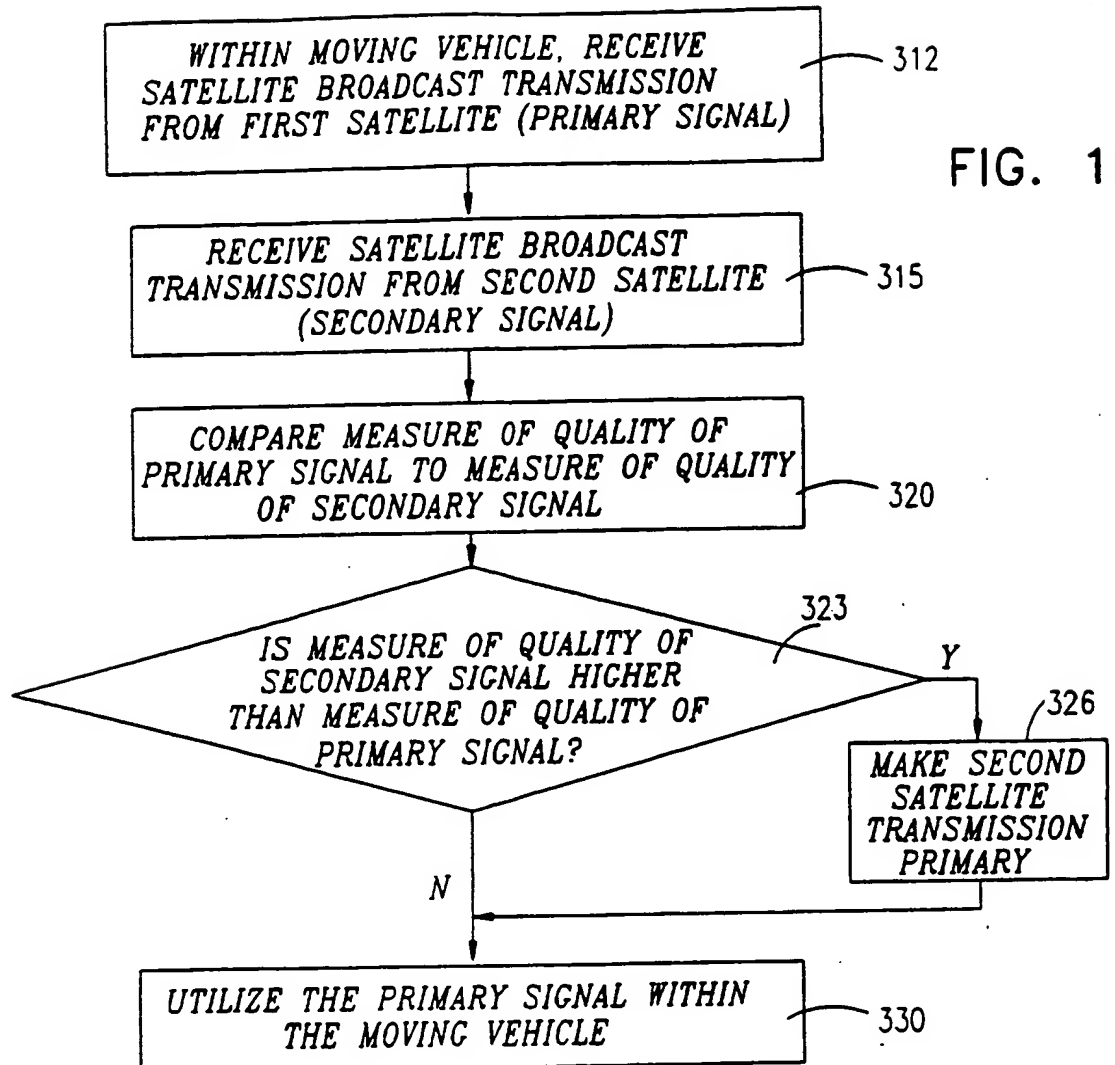 WITHIN MOVING VEHICLE, RECEIVE
SATELLITE BROADCAST TRANSMISSION
FROM FIRST SATELLITE (PRIMARY SIGNAL)
312
FIG. 1
RECEIVE SATELLITE BROADCAST
TRANSMISSION FROM SECOND SATELLITE
(SECONDARY SIGNAL)
315
COMPARE MEASURE OF QUALITY OF
PRIMARY SIGNAL TO MEASURE OF QUALITY
OF SECONDARY SIGNAL
320
IS MEASURE OF QUALITY OF
SECONDARY SIGNAL HIGHER
THAN MEASURE OF QUALITY OF
PRIMARY SIGNAL?
323
Y
326
MAKE SECOND
SATELLITE
TRANSMISSION
PRIMARY
N
UTILIZE THE PRIMARY SIGNAL WITHIN
THE MOVING VEHICLE
330